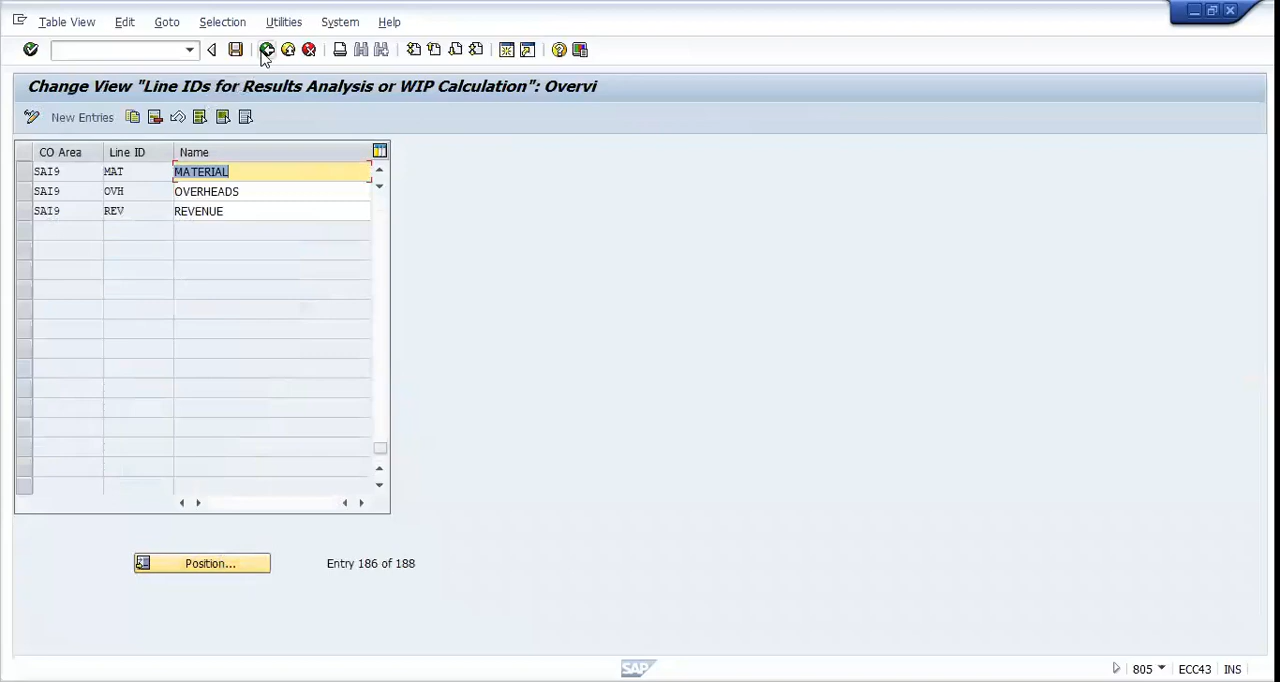 Table View Edit Goto Selection Utilities System Help
Change View "Line IDs for Results Analysis or WIP Calculation": Overvi
New Entries
CO Area Line ID Name
SAI9 MAT MATERIAL
SAI9 OVH OVERHEADS
SAI9 REV REVENUE
Position... Entry 186 of 188
SAP 805 ECC43 INS